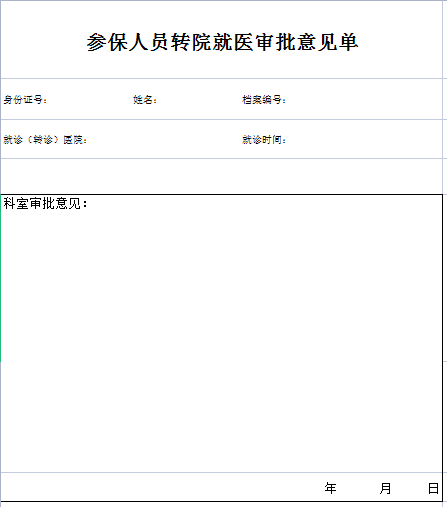 参保人员转院就医审批意见单
身份证号： 姓名： 档案编号：
就诊（转诊）医院： 就诊时间：
科室审批意见：
年 月 日